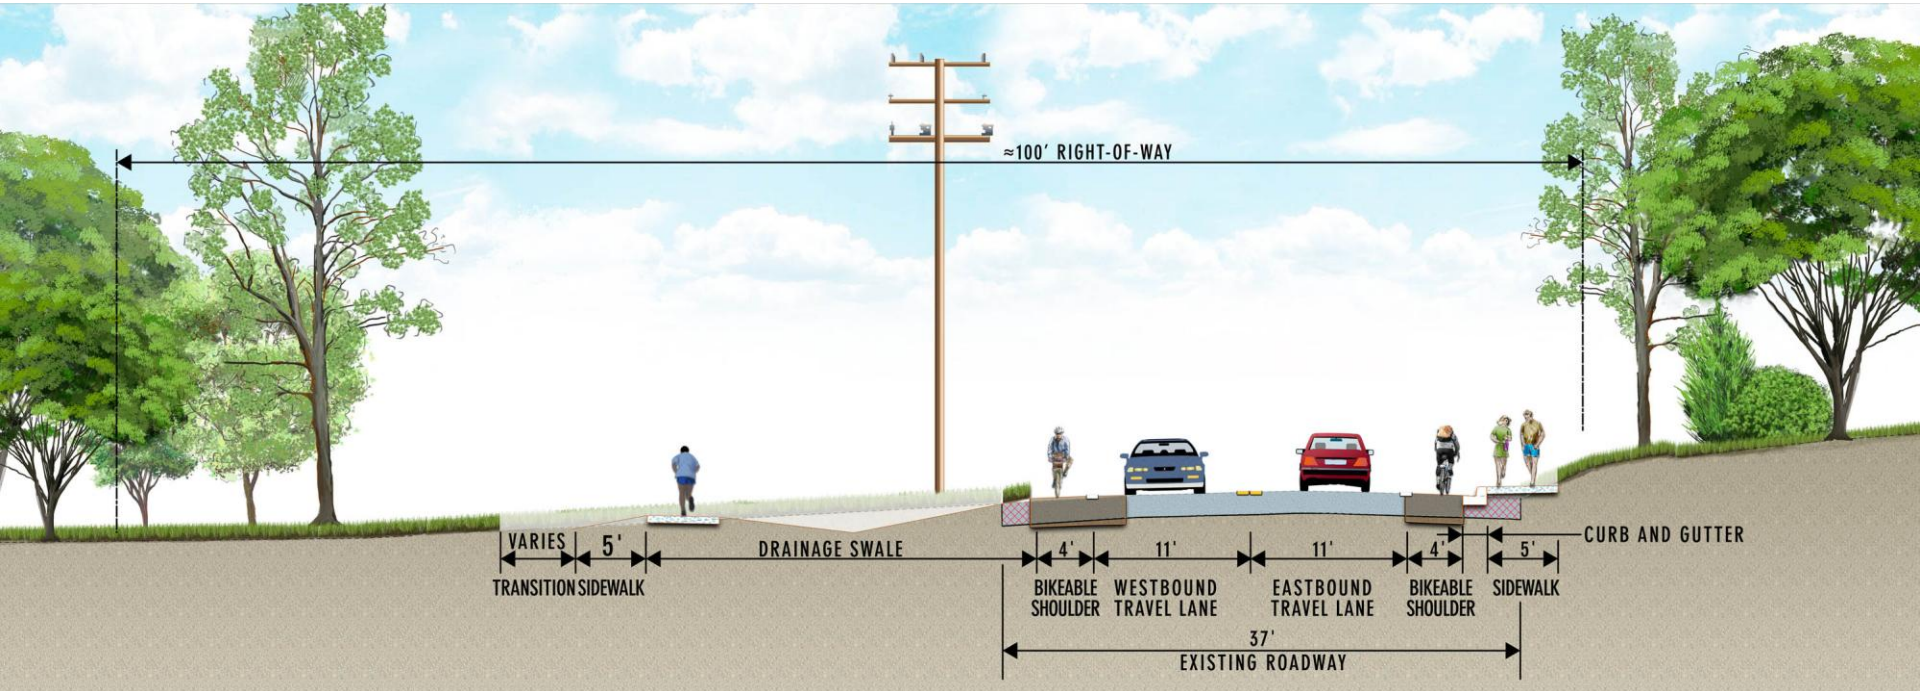 ≈100' RIGHT-OF-WAY
VARIES
5'
DRAINAGE SWALE
4'
11'
11'
4'
5'
CURB AND GUTTER
TRANSITION
SIDEWALK
BIKEABLE
SHOULDER
WESTBOUND
TRAVEL LANE
EASTBOUND
TRAVEL LANE
BIKEABLE
SHOULDER
SIDEWALK
37'
EXISTING ROADWAY